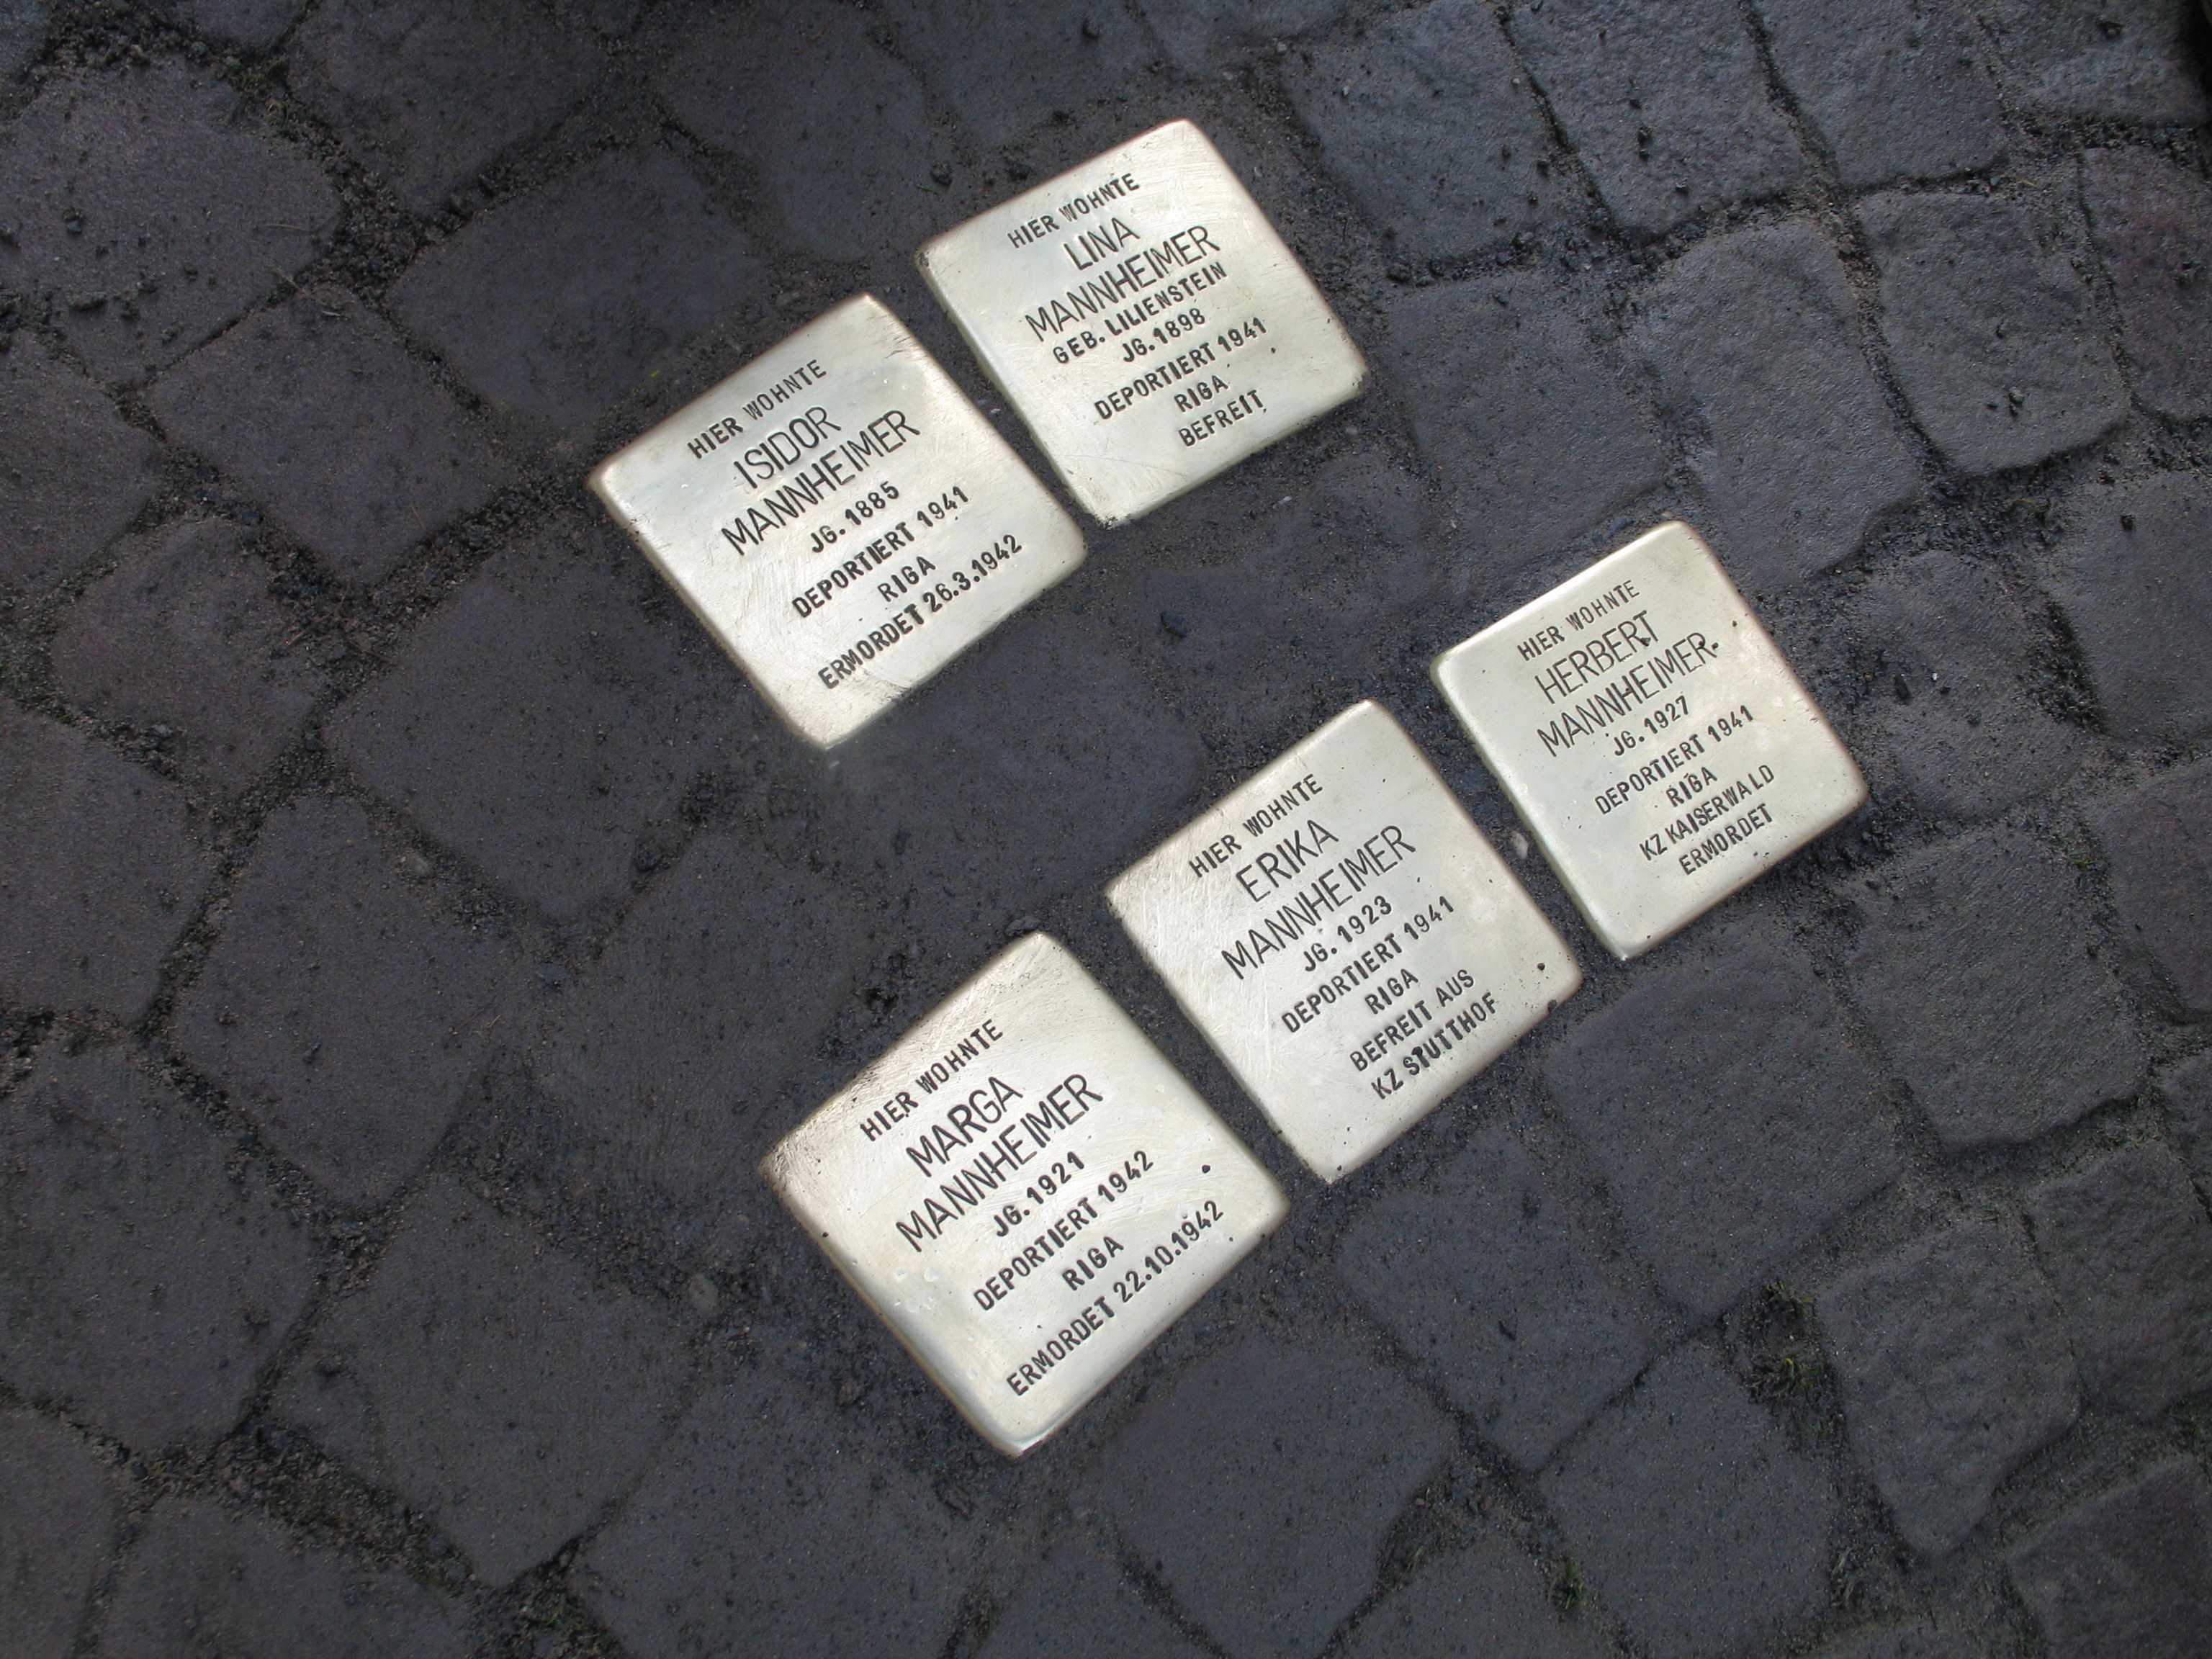 HIER WOHNTE
ISIDOR
MANNHEIMER
JG. 1885
DEPORTIERT 1941
RIGA
ERMORDET 26.3.1942
HIER WOHNTE
LINA
MANNHEIMER
GEB. LILIENSTEIN
JG. 1898
DEPORTIERT 1941
RIGA
BEFREIT
HIER WOHNTE
MARGA
MANNHEIMER
JG. 1921
DEPORTIERT 1942
RIGA
ERMORDET 22.10.1942
HIER WOHNTE
ERIKA
MANNHEIMER
JG. 1923
DEPORTIERT 1941
RIGA
BEFREIT AUS
KZ STUTTHOF
HIER WOHNTE
HERBERT
MANNHEIMER
JG. 1927
DEPORTIERT 1941
RIGA
KZ KAISERWALD
ERMORDET